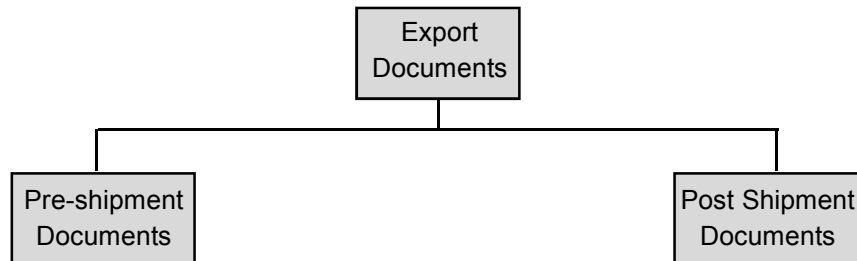 Export
Documents
Pre-shipment
Documents
Post Shipment
Documents